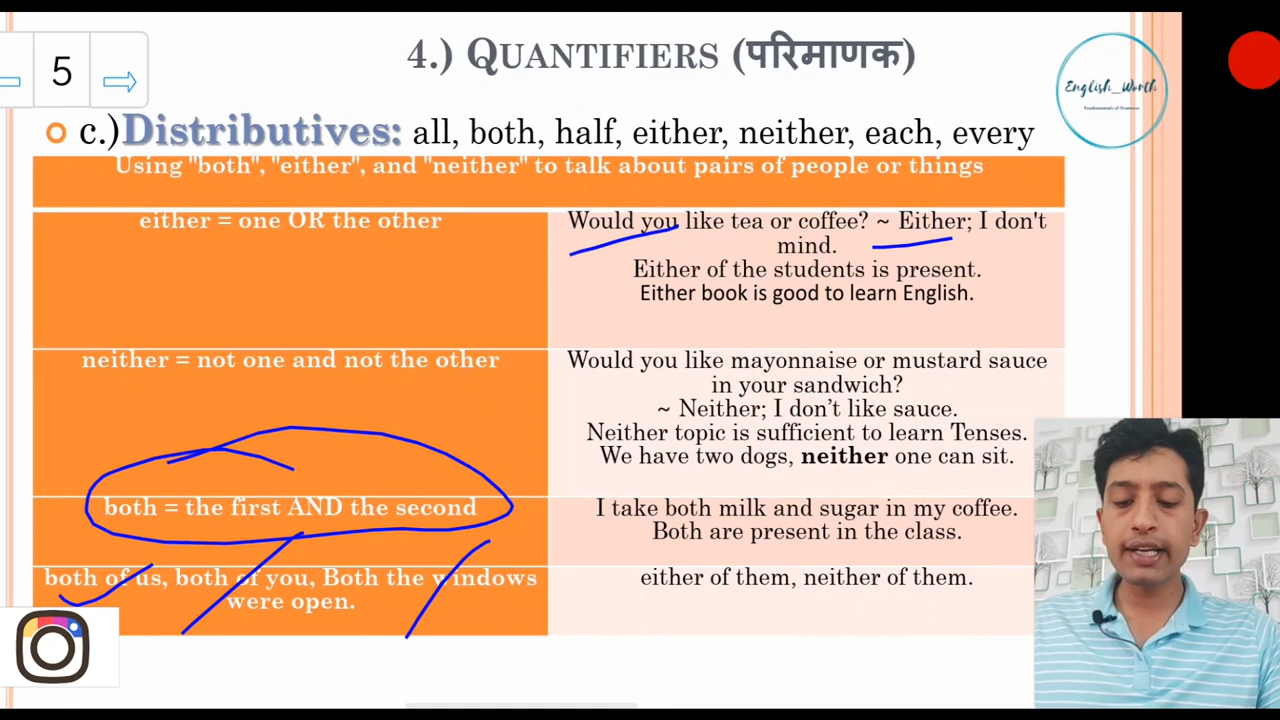 5
4.) QUANTIFIERS (परिमाणक)
English_Worth
Fundamentals of Grammar
c.)Distributives: all, both, half, either, neither, each, every
Using "both", "either", and "neither" to talk about pairs of people or things
either = one OR the other
Would you like tea or coffee? ~ Either; I don't
mind.
Either of the students is present.
Either book is good to learn English.
neither = not one and not the other
Would you like mayonnaise or mustard sauce
in your sandwich?
~ Neither; I don’t like sauce.
Neither topic is sufficient to learn Tenses.
We have two dogs, neither one can sit.
both = the first AND the second
I take both milk and sugar in my coffee.
Both are present in the class.
both of us, both of you, Both the windows
were open.
either of them, neither of them.